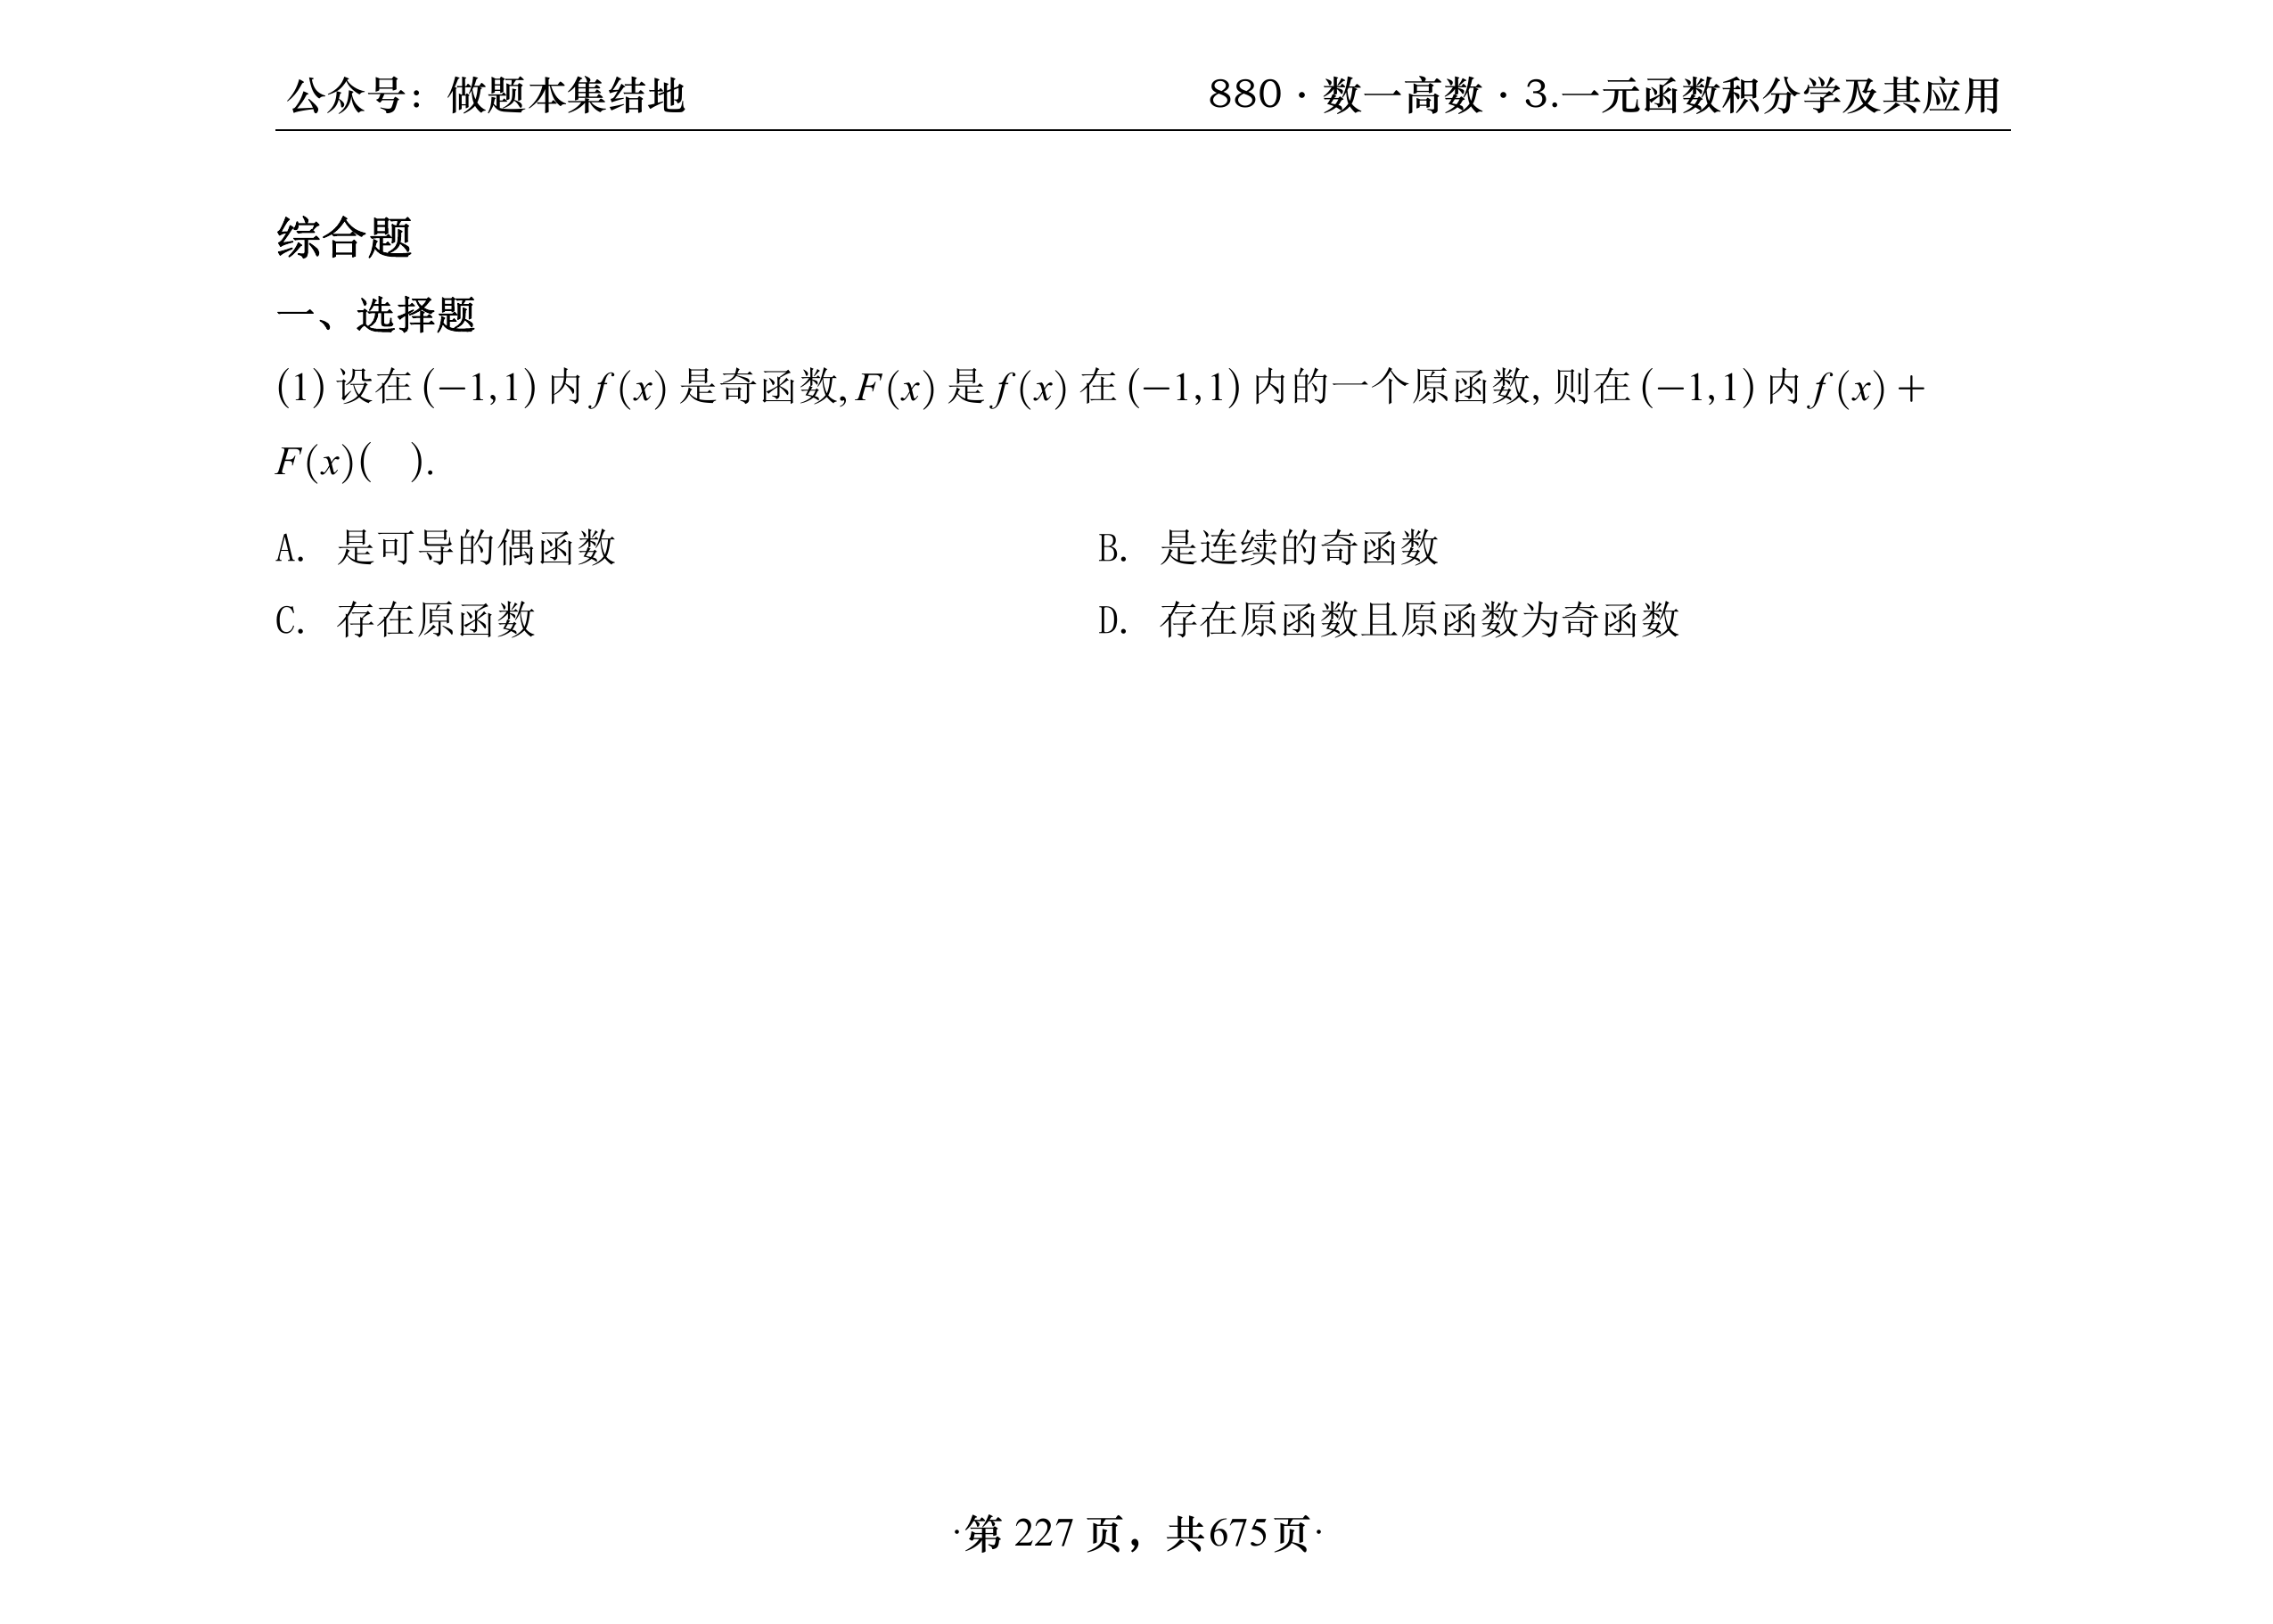 公众号：做题本集结地
880·数一高数·3.一元函数积分学及其应用
综合题
一、选择题
(1) 设在 (−1,1) 内 f(x) 是奇函数, F(x) 是 f(x) 在 (−1,1) 内的一个原函数, 则在 (−1,1) 内 f(x) +
F(x)(   ).
A. 是可导的偶函数
B. 是连续的奇函数
C. 存在原函数
D. 存在原函数且原函数为奇函数
·第 227 页，共675页·